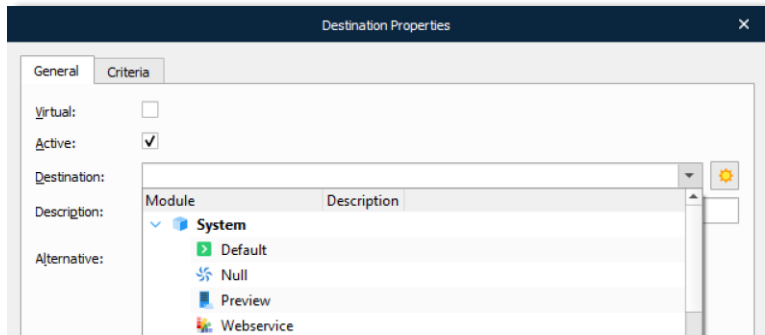 Destination Properties
General Criteria
Virtual:
Active:
Destination:
Module Description
Description:
System
Default
Alternative:
Null
Preview
Webservice